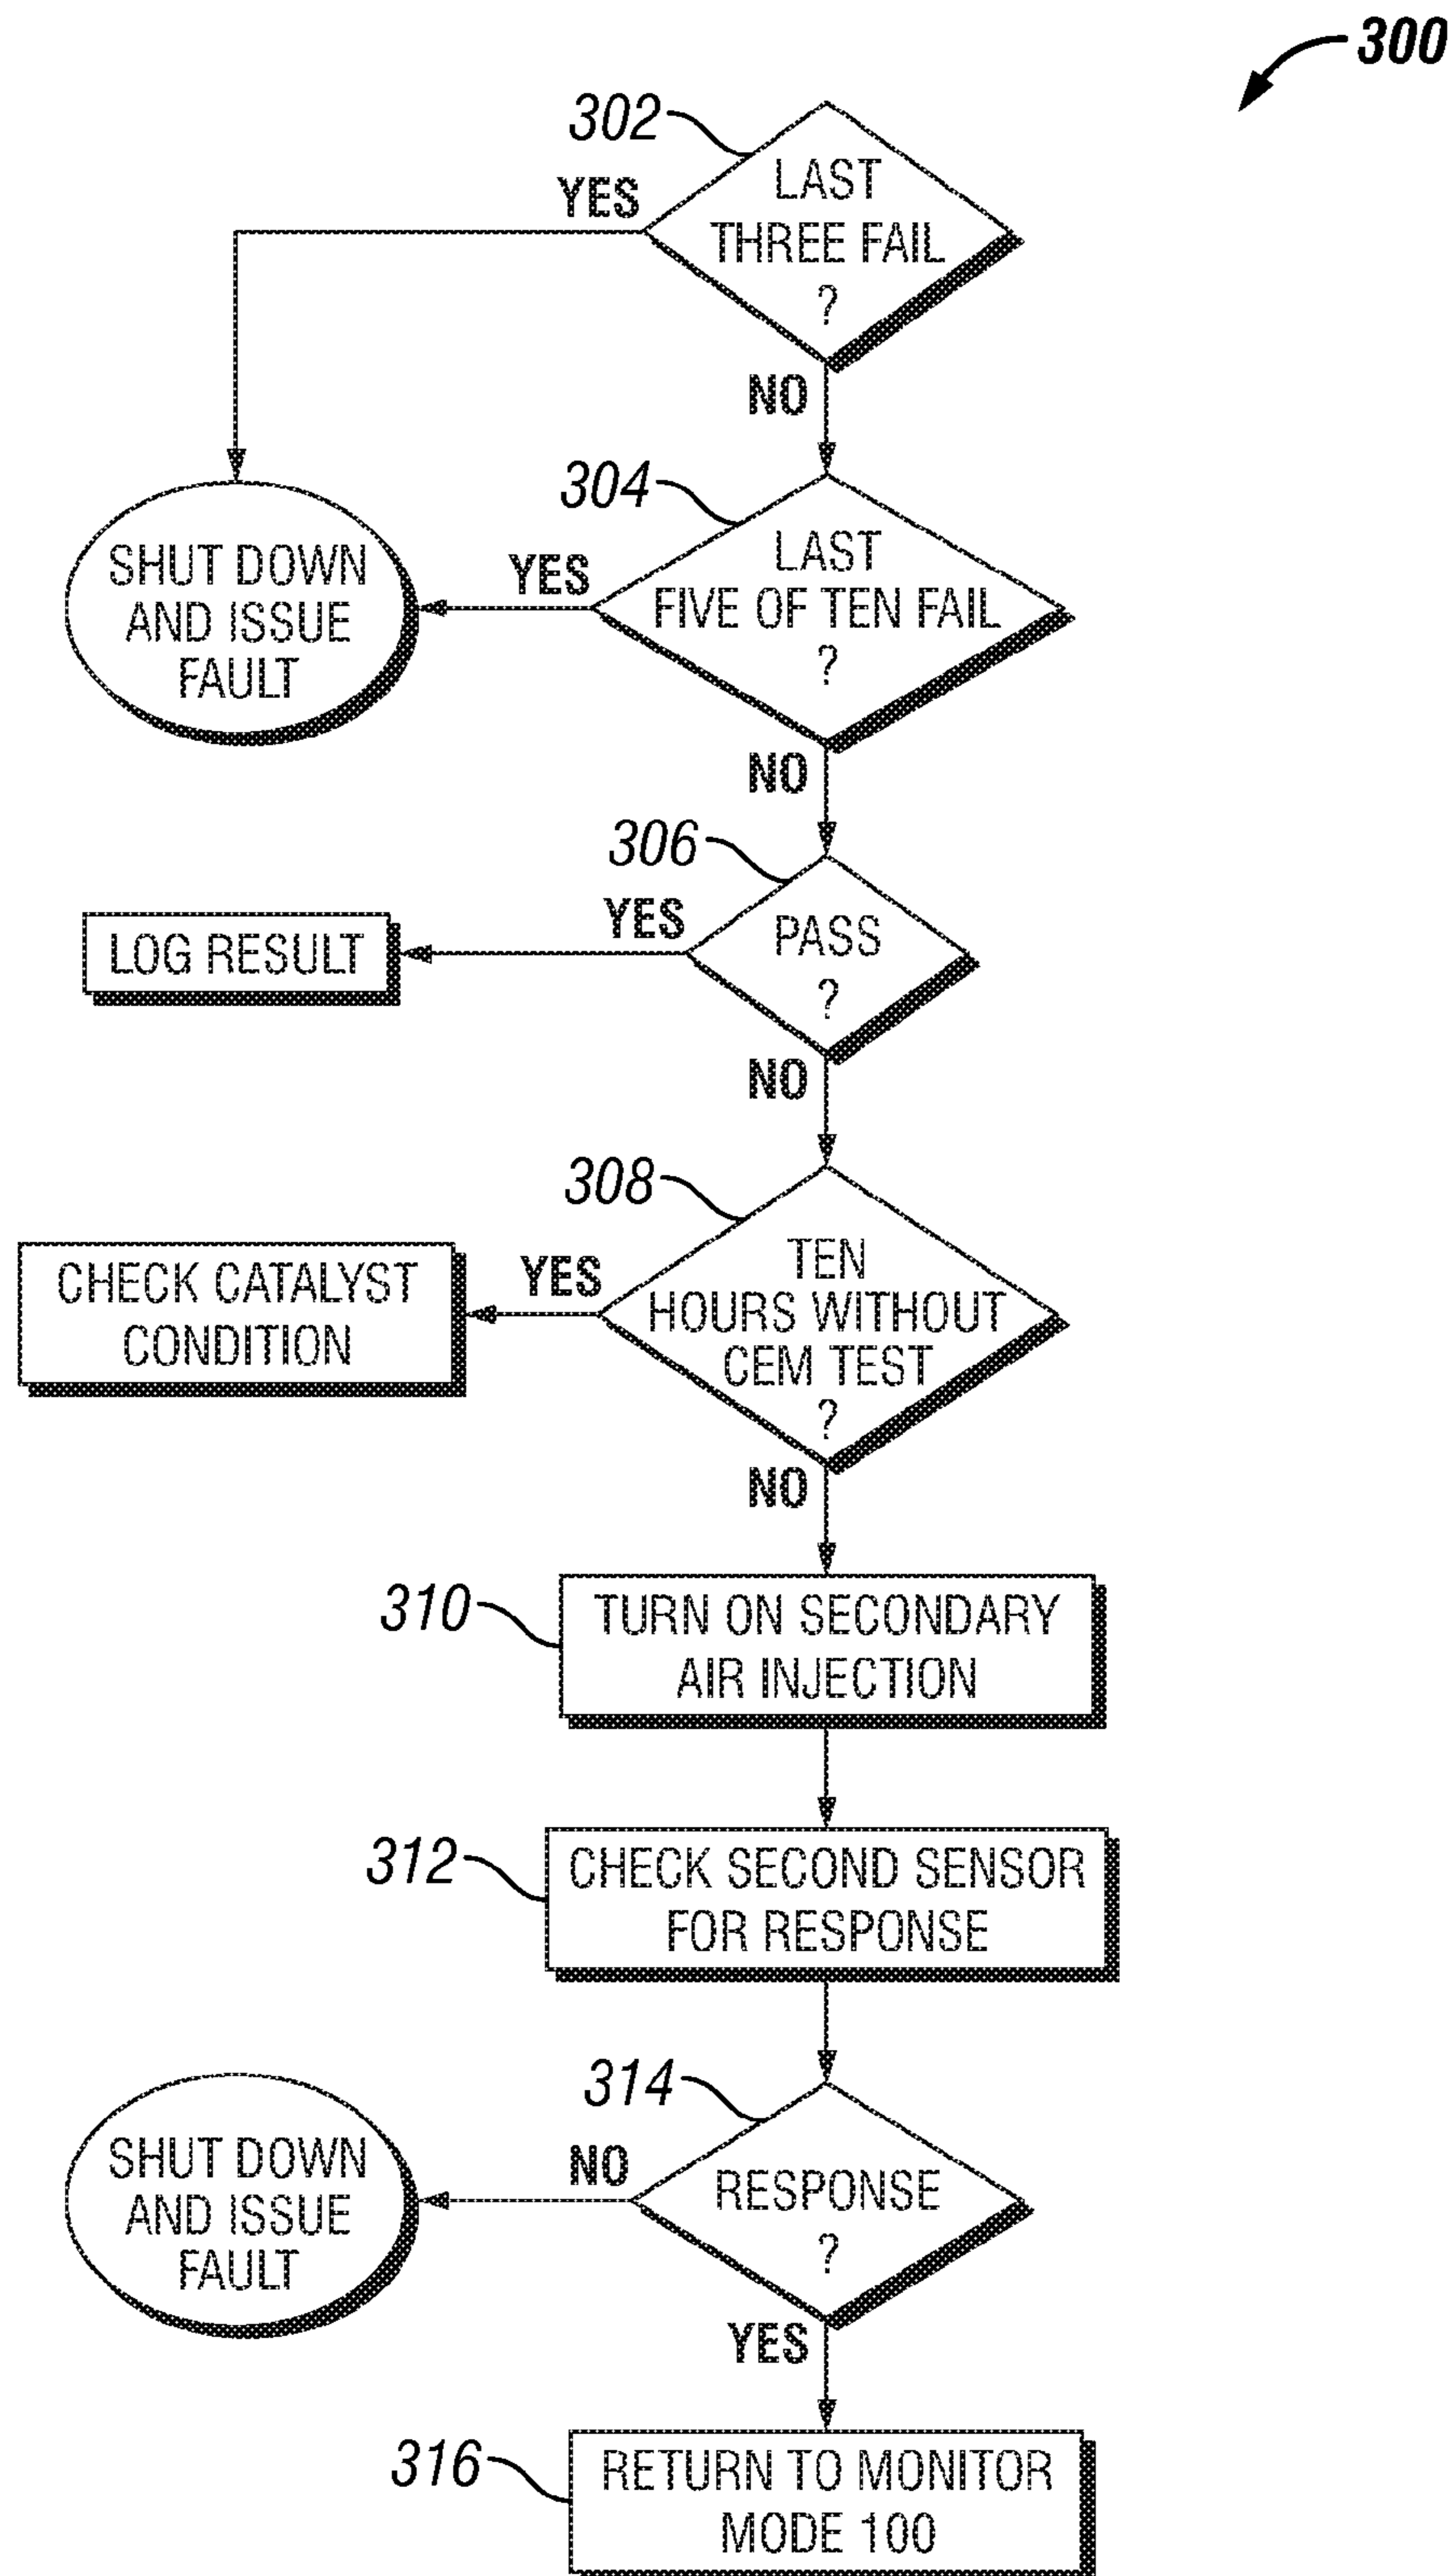 300
302
YES
LAST
THREE FAIL
?
NO
304
YES
LAST
FIVE OF TEN FAIL
?
SHUT DOWN
AND ISSUE
FAULT
NO
306
YES
PASS
?
LOG RESULT
NO
308
YES
TEN
HOURS WITHOUT
CEM TEST
?
CHECK CATALYST
CONDITION
NO
310
TURN ON SECONDARY
AIR INJECTION
312
CHECK SECOND SENSOR
FOR RESPONSE
314
NO
RESPONSE
?
SHUT DOWN
AND ISSUE
FAULT
YES
316
RETURN TO MONITOR
MODE 100